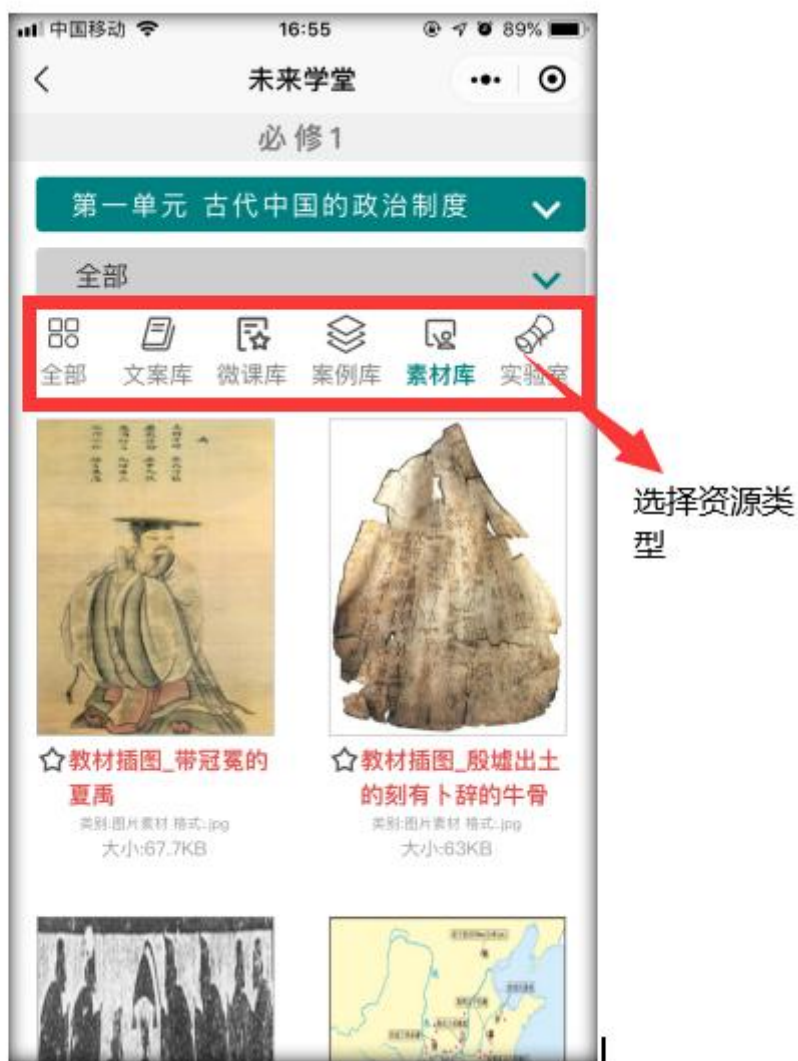 中国移动 16:55 89%
未来学堂
必修1
第一单元 古代中国的政治制度
全部
全部 文案库 微课库 案例库 素材库 实验室
选择资源类
型
☆教材插图_带冠冕的
夏禹
类别:图片素材 格式:.jpg
大小:67.7KB
☆教材插图_殷墟出土
的刻有卜辞的牛骨
类别:图片素材 格式:.jpg
大小:63KB